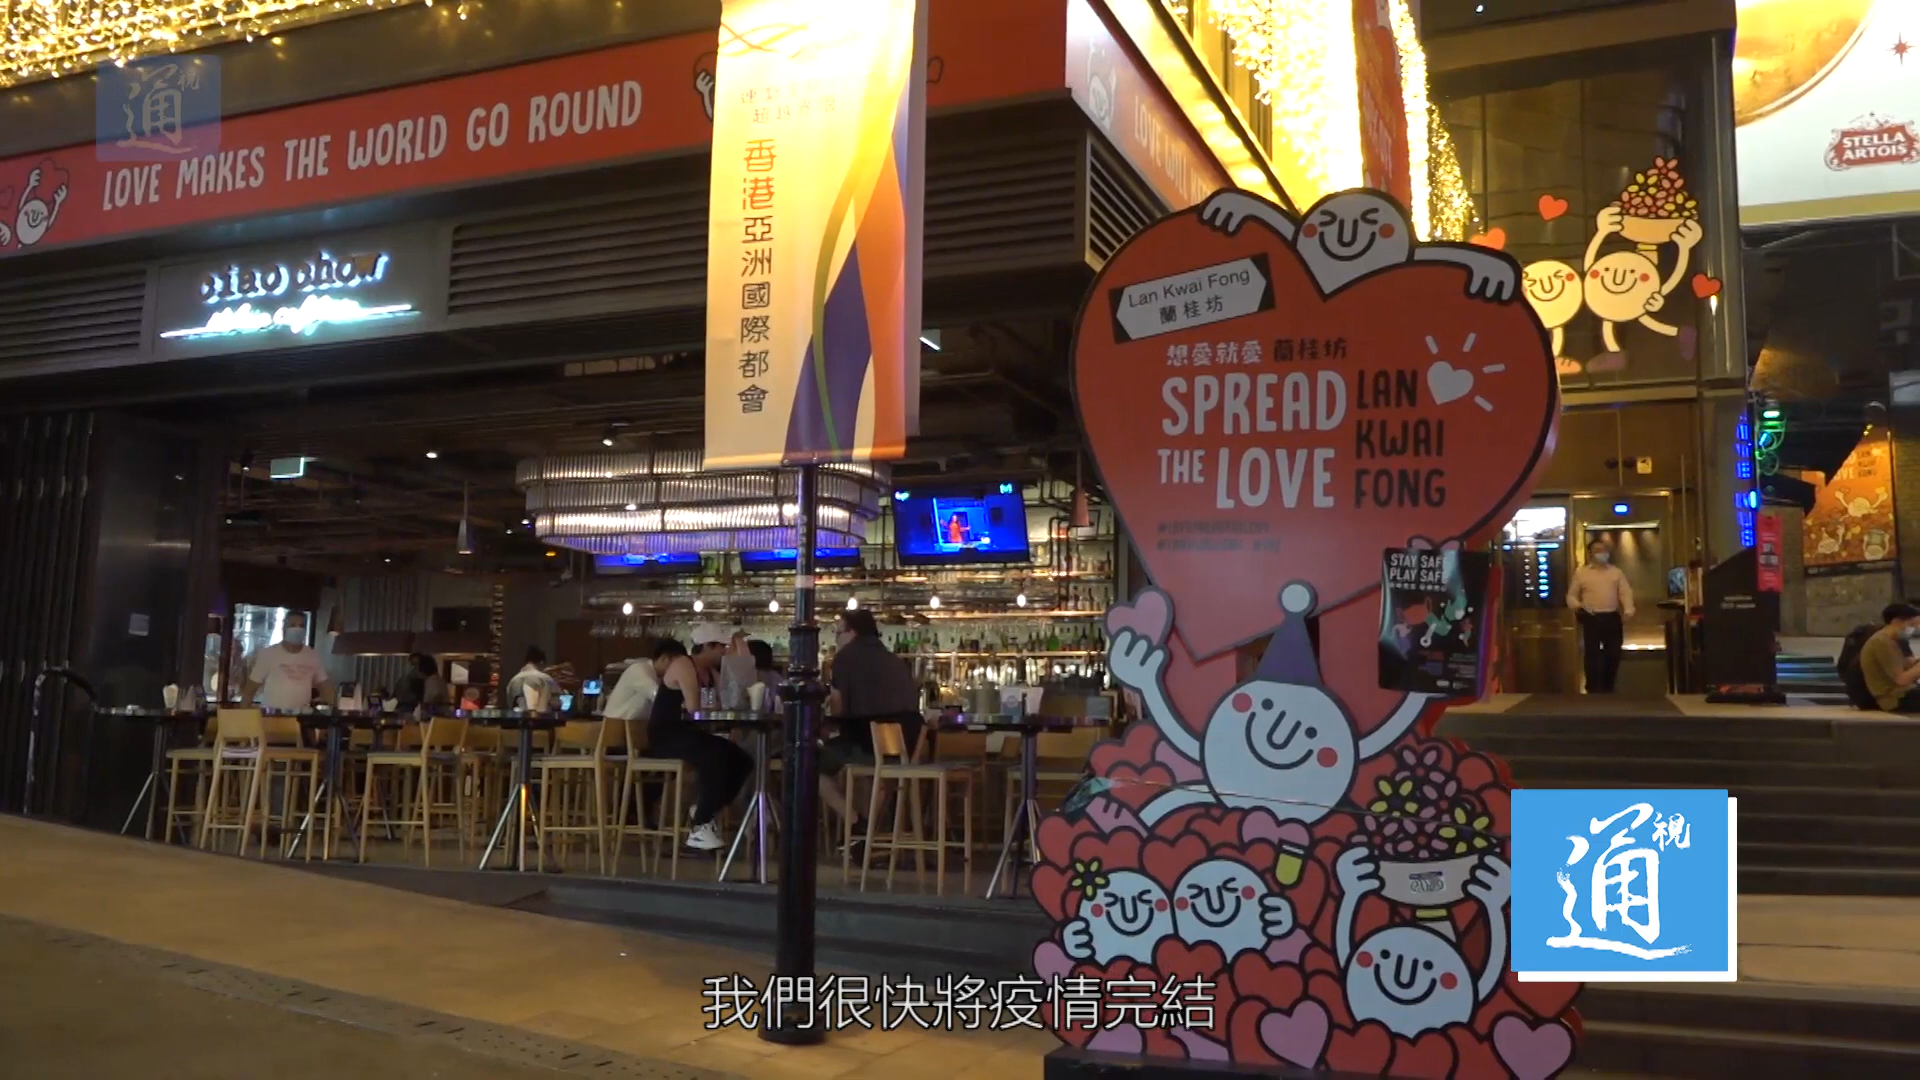 視
通
LOVE MAKES THE WORLD GO ROUND
香港亞洲國際都會
STELLA
ARTOIS
Lan Kwai Fong
蘭桂坊
想愛就愛 蘭桂坊
SPREAD
THE LOVE
LAN
KWAI
FONG
STAY SAFE
PLAY SAFE
視
通
我們很快將疫情完結